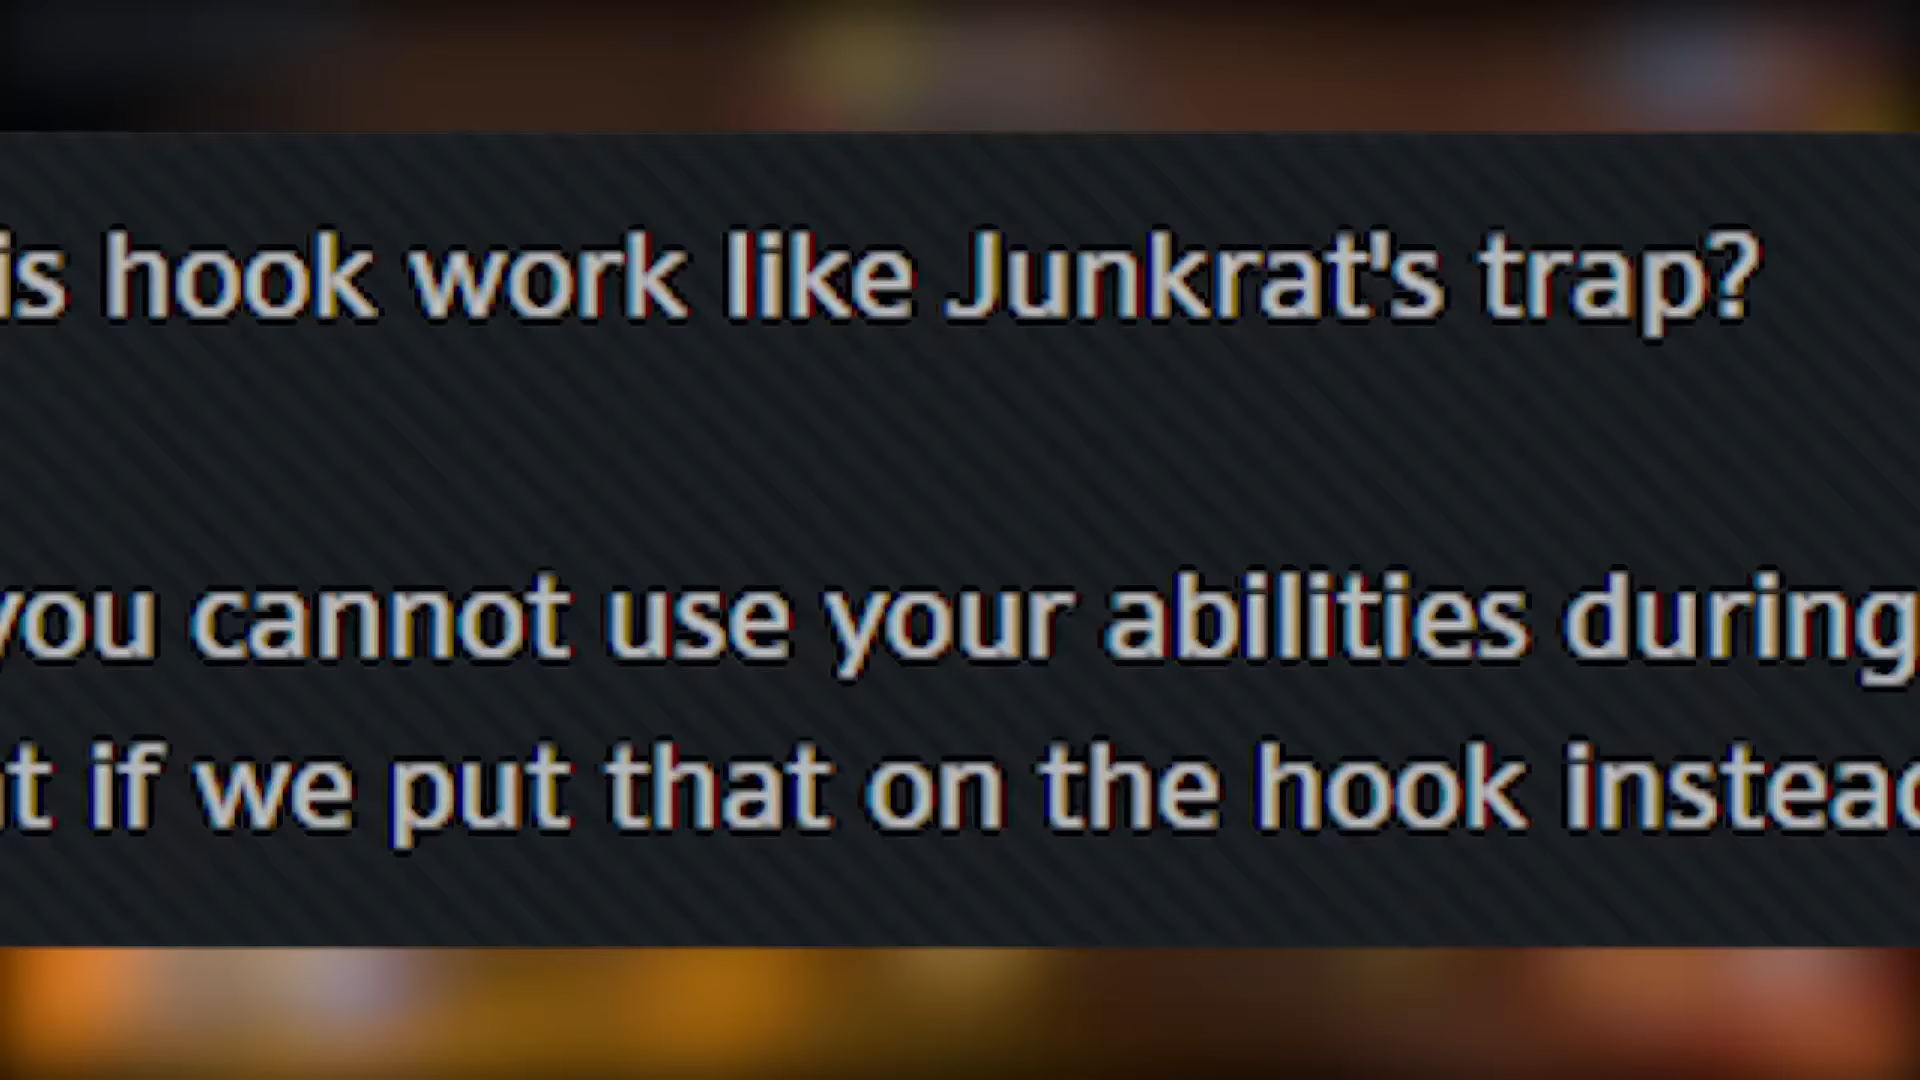 is hook work like Junkrat's trap?
you cannot use your abilities during
if we put that on the hook